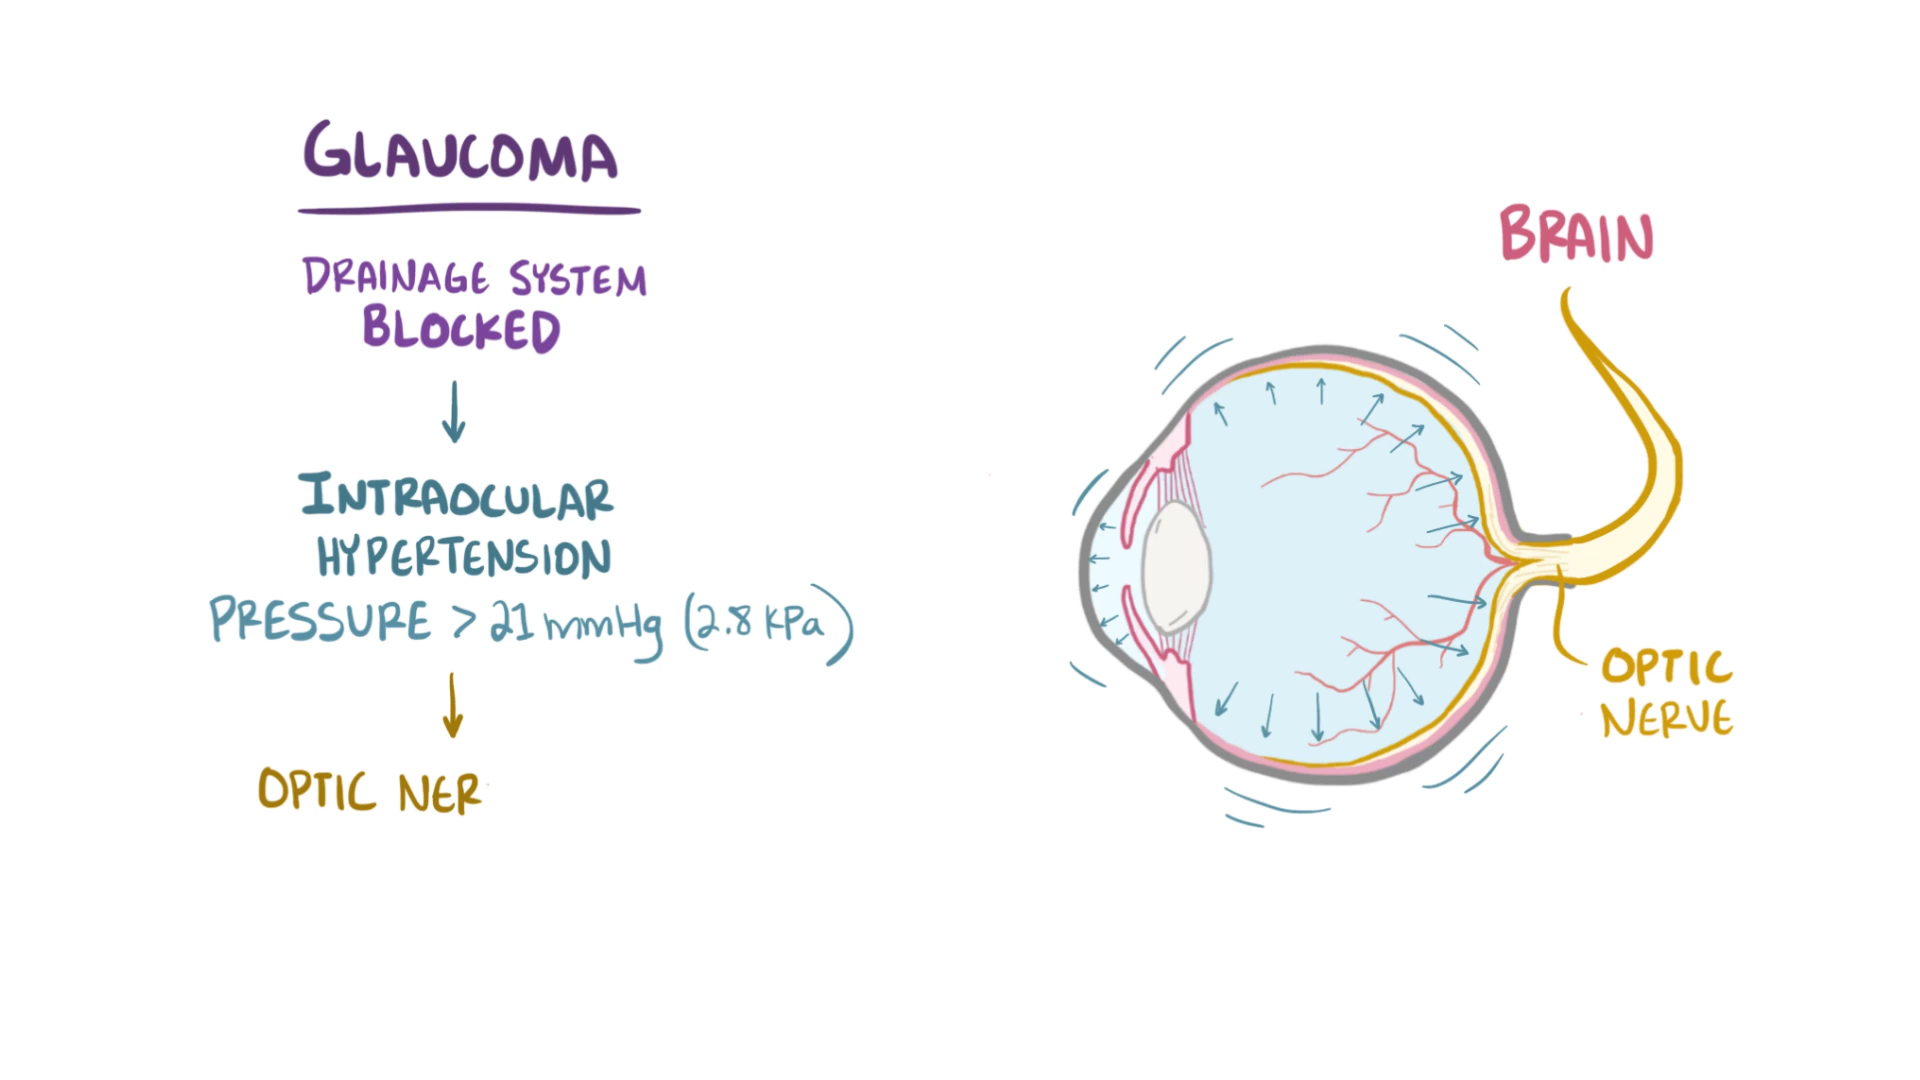 GLAUCOMA
DRAINAGE SYSTEM
BLOCKED
INTRAOCULAR
HYPERTENSION
PRESSURE > 21 mmHg (2.8 kPa)
OPTIC NER
BRAIN
OPTIC
NERVE